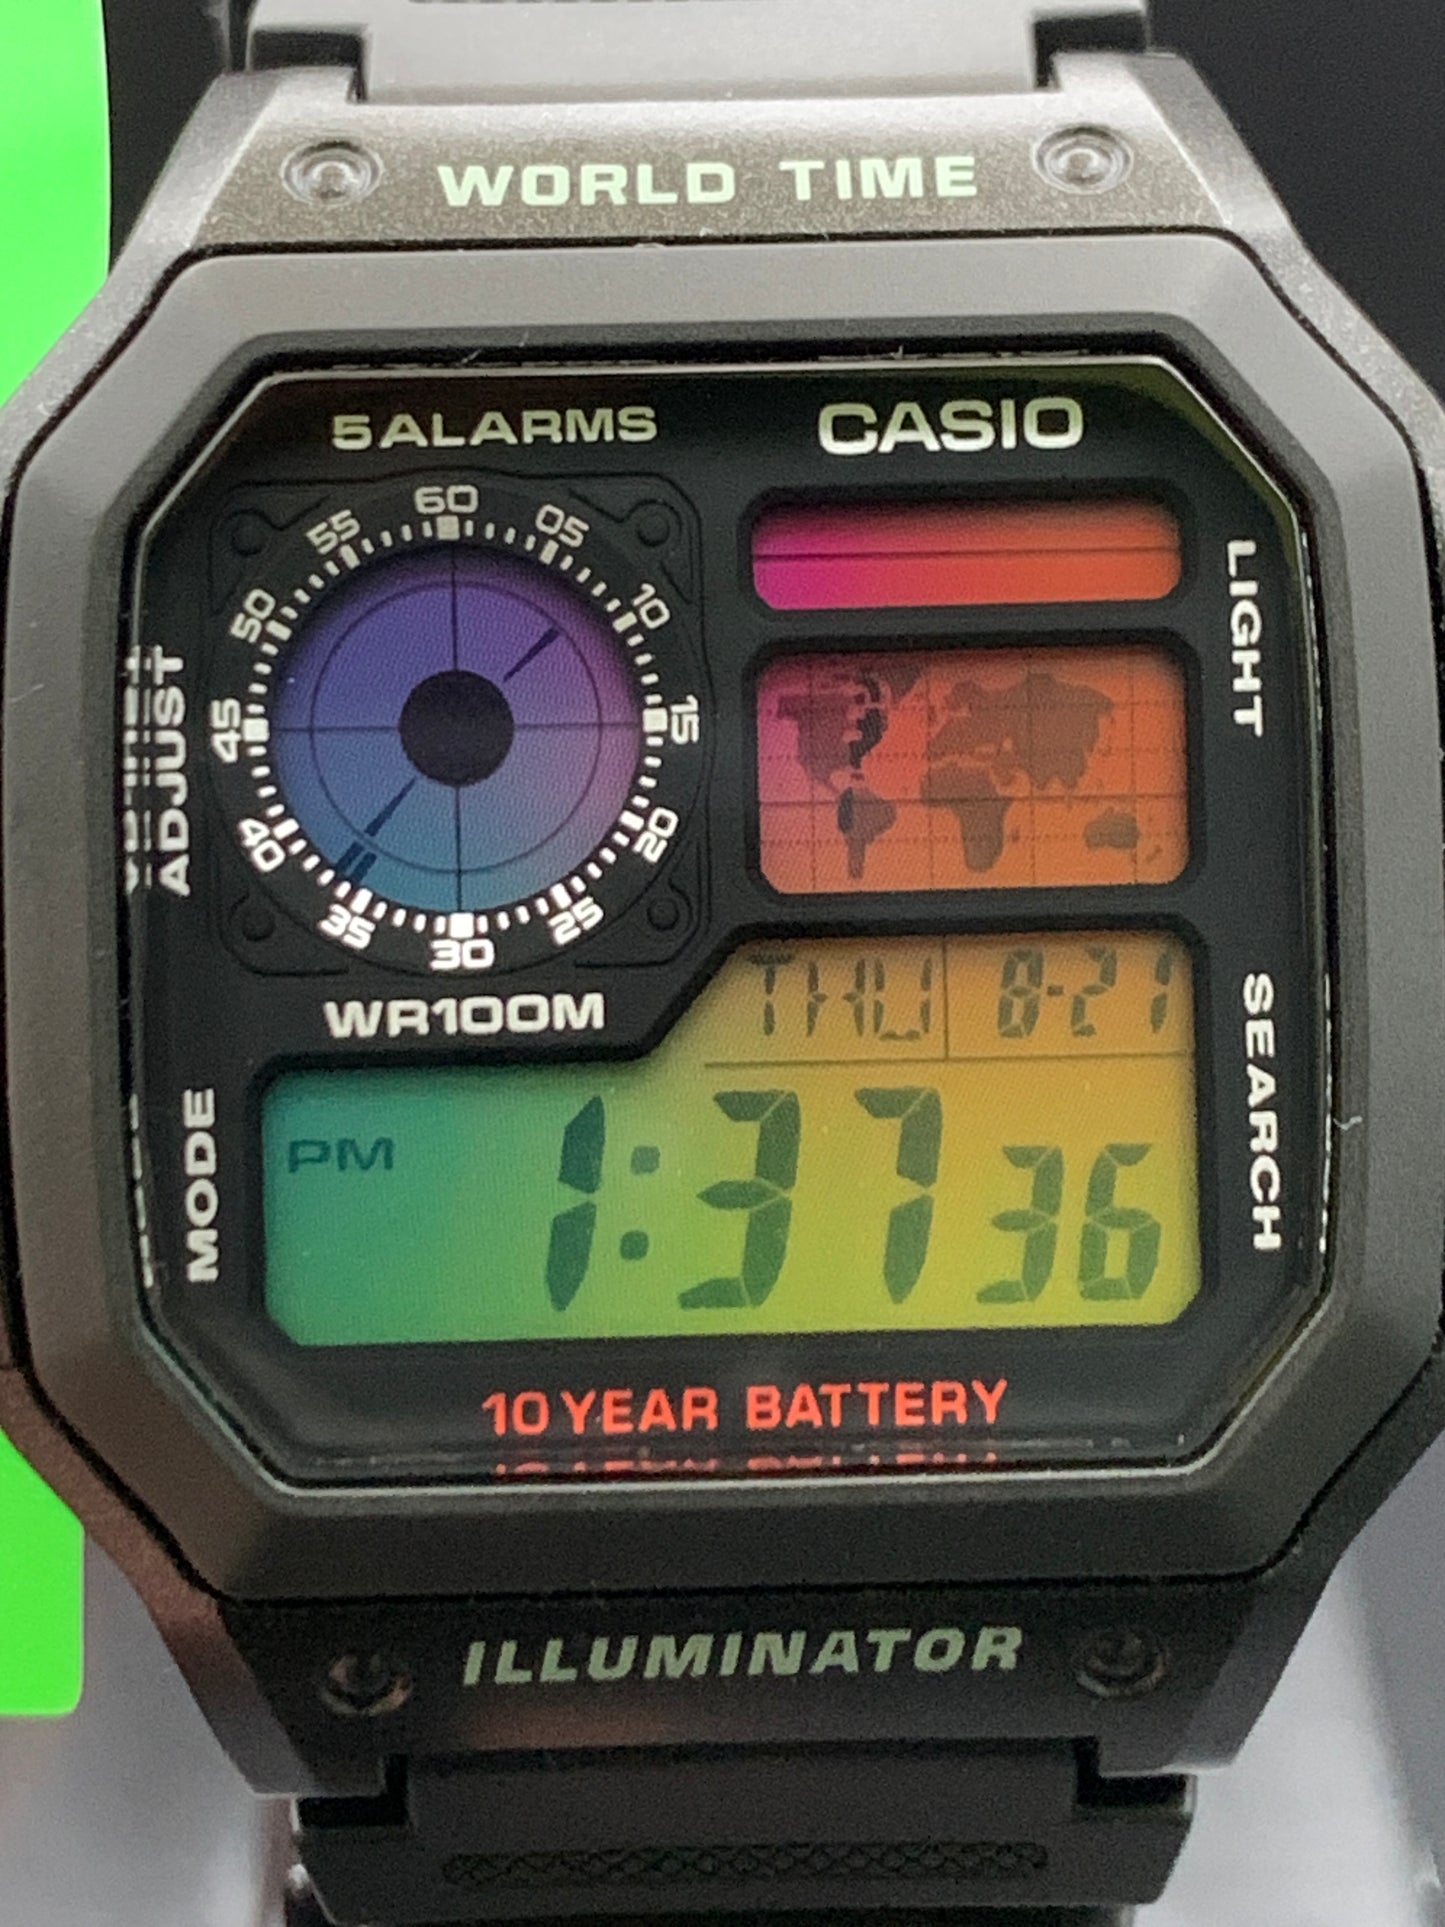 WORLD TIME
5 ALARMS
CASIO
60
55
05
50
10
45
15
40
20
35
25
30
ADJUST
LIGHT
WR100M
THU 8-21
SEARCH
MODE
PM 1:37 36
10 YEAR BATTERY
ILLUMINATOR